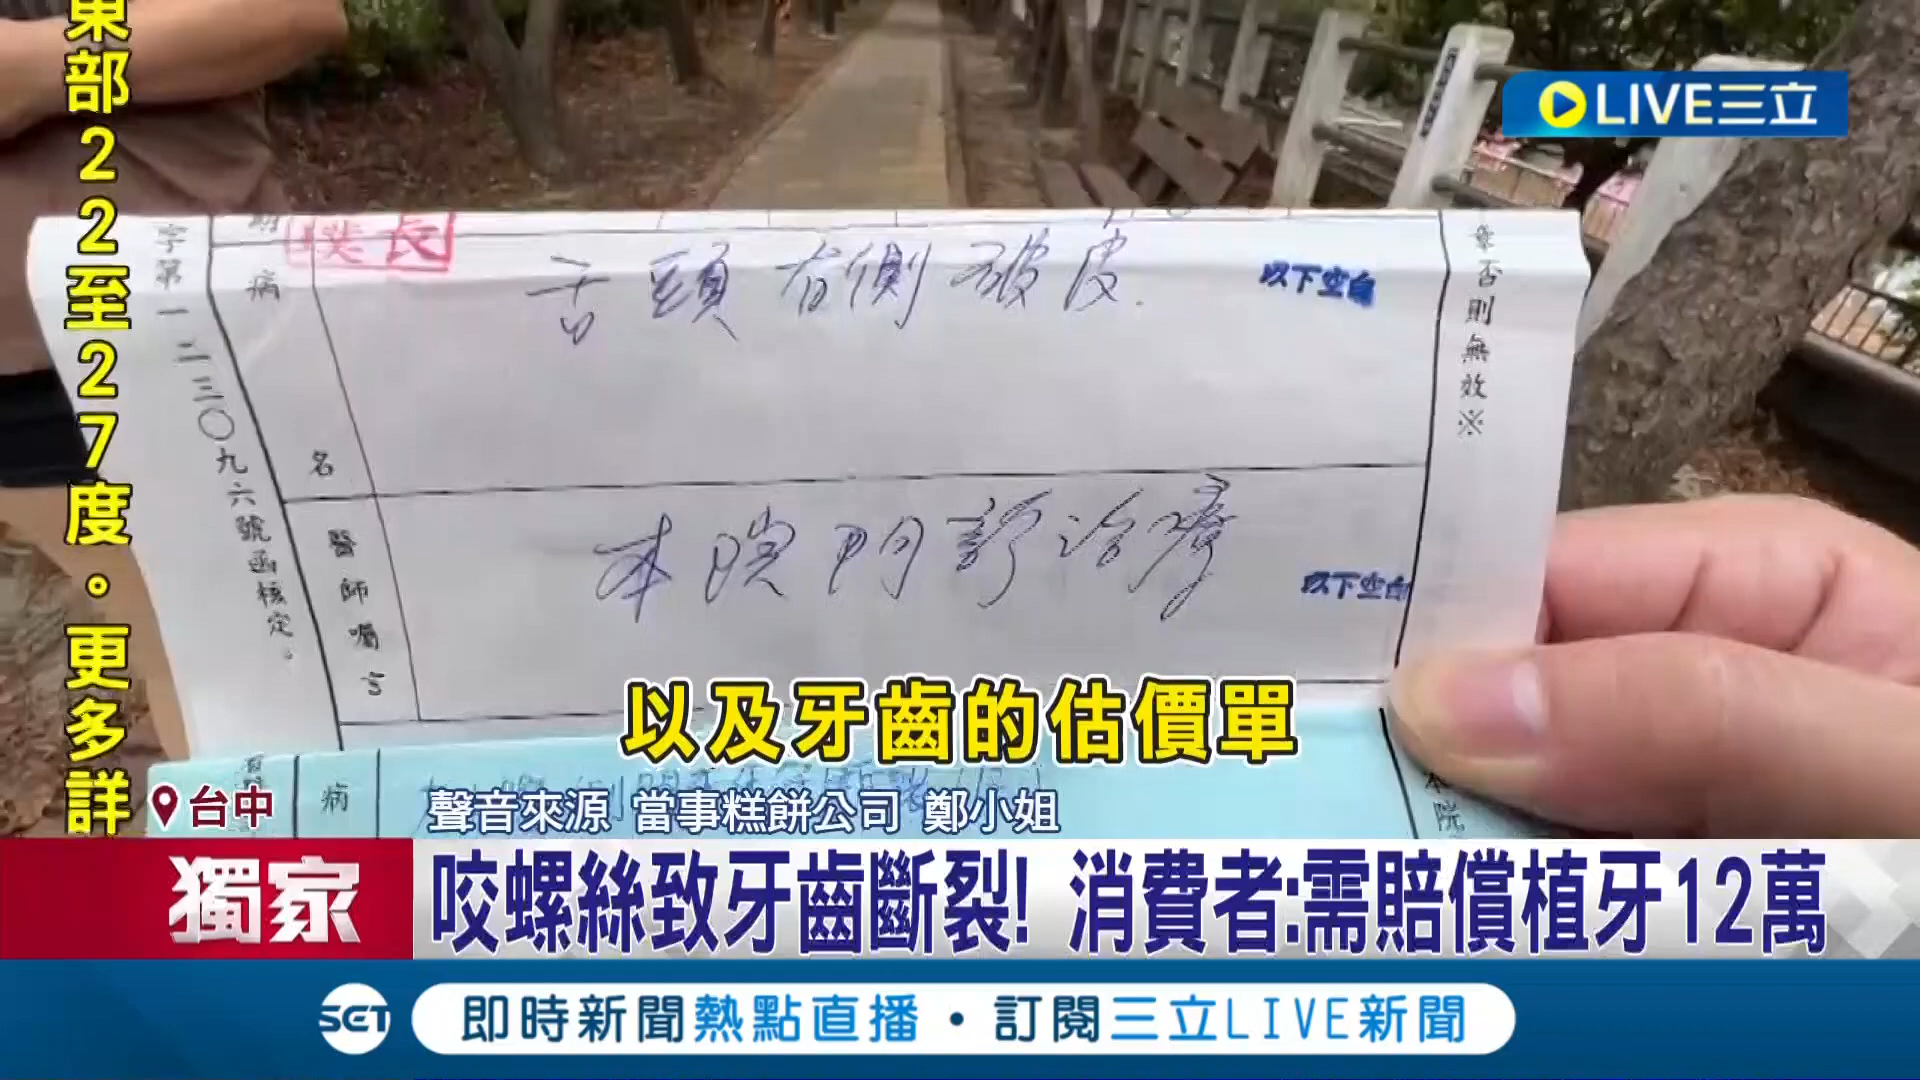 東部22至27度。更多詳
LIVE三立
字第一二三三〇九六號函核定。
病名
舌頭右側破皮.
以下空白
章否則無效※
醫師囑言
本院門診治療
以下空白
以及牙齒的估價單
病
本院
台中
聲音來源 當事糕餅公司 鄭小姐
獨家
咬螺絲致牙齒斷裂! 消費者:需賠償植牙12萬
SET
即時新聞熱點直播·訂閱三立LIVE新聞